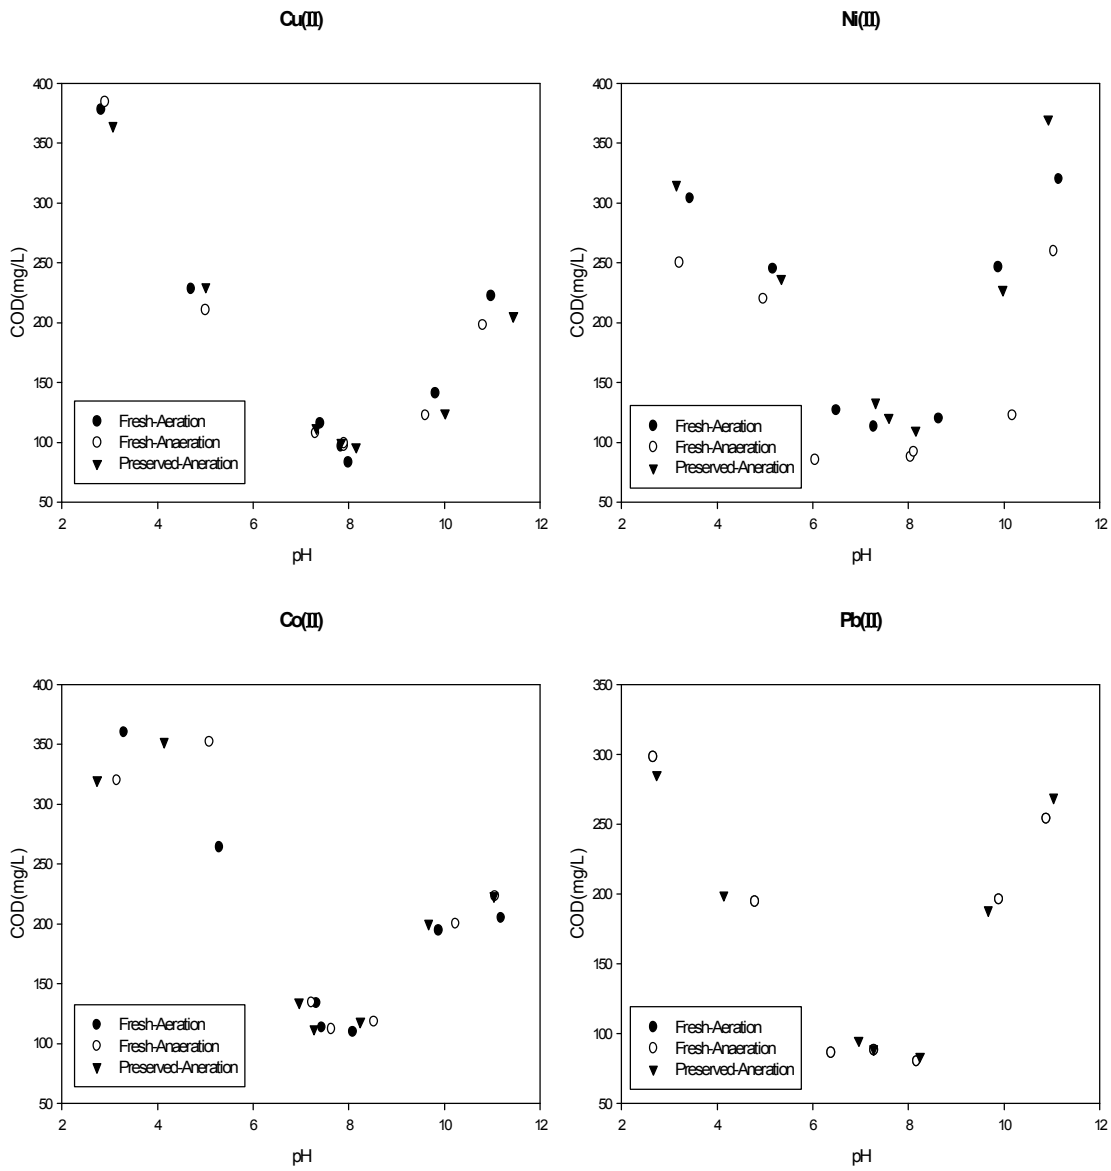 Cu(II)
400
350
300
250
200
150
100
50
COD(mg/L)
Fresh-Aeration
Fresh-Anaeration
Preserved-Aneration
2 4 6 8 10 12
pH
Ni(II)
400
350
300
250
200
150
100
50
COD(mg/L)
Fresh-Aeration
Fresh-Anaeration
Preserved-Aneration
2 4 6 8 10 12
pH
Co(II)
400
350
300
250
200
150
100
50
COD(mg/L)
Fresh-Aeration
Fresh-Anaeration
Preserved-Aneration
2 4 6 8 10 12
pH
Pb(II)
350
300
250
200
150
100
50
COD(mg/L)
Fresh-Aeration
Fresh-Anaeration
Preserved-Aneration
2 4 6 8 10 12
pH